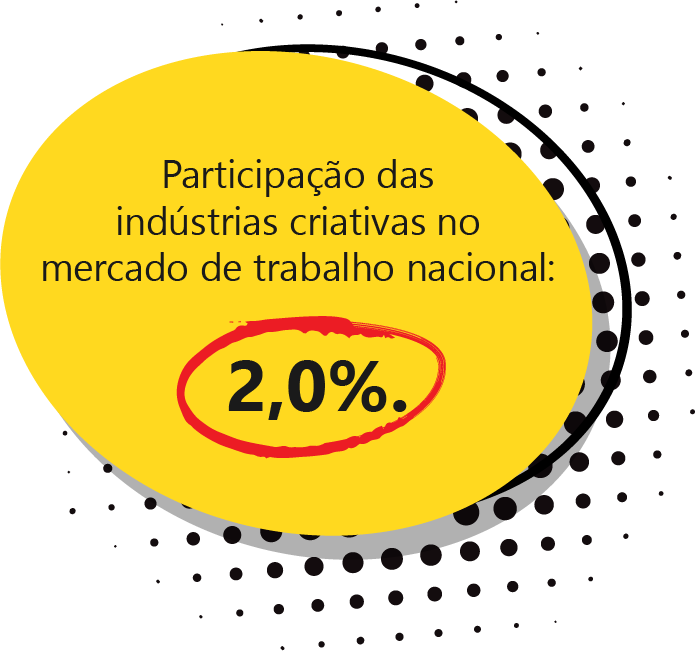 Participação das
indústrias criativas no
mercado de trabalho nacional:
2,0%.